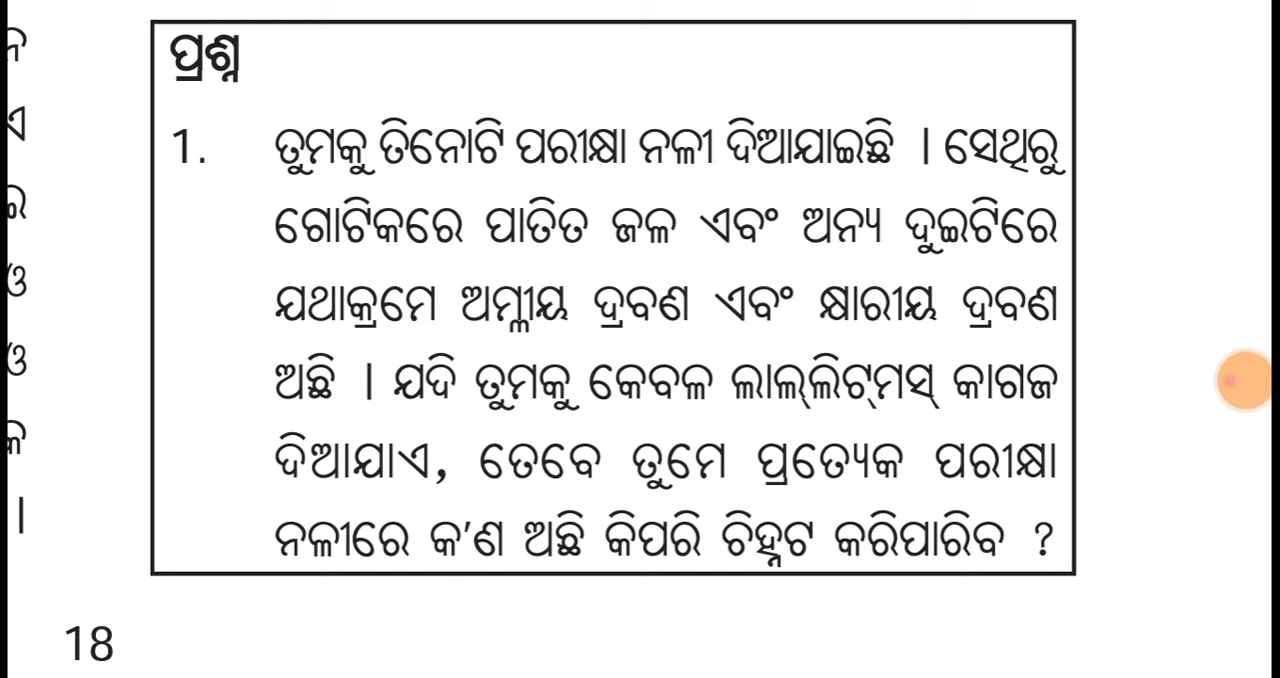 ପ୍ରଶ୍ନ
1. ତୁମକୁ ତିନୋଟି ପରୀକ୍ଷା ନଳୀ ଦିଆଯାଇଛି । ସେଥିରୁ
ଗୋଟିକରେ ପାତିତ ଜଳ ଏବଂ ଅନ୍ୟ ଦୁଇଟିରେ
ଯଥାକ୍ରମେ ଅମ୍ଳୀୟ ଦ୍ରବଣ ଏବଂ କ୍ଷାରୀୟ ଦ୍ରବଣ
ଅଛି । ଯଦି ତୁମକୁ କେବଳ ଲାଲ୍‌ଲିଟ୍‌ମସ୍ କାଗଜ
ଦିଆଯାଏ, ତେବେ ତୁମେ ପ୍ରତ୍ୟେକ ପରୀକ୍ଷା
ନଳୀରେ କ'ଣ ଅଛି କିପରି ଚିହ୍ନଟ କରିପାରିବ ?
18